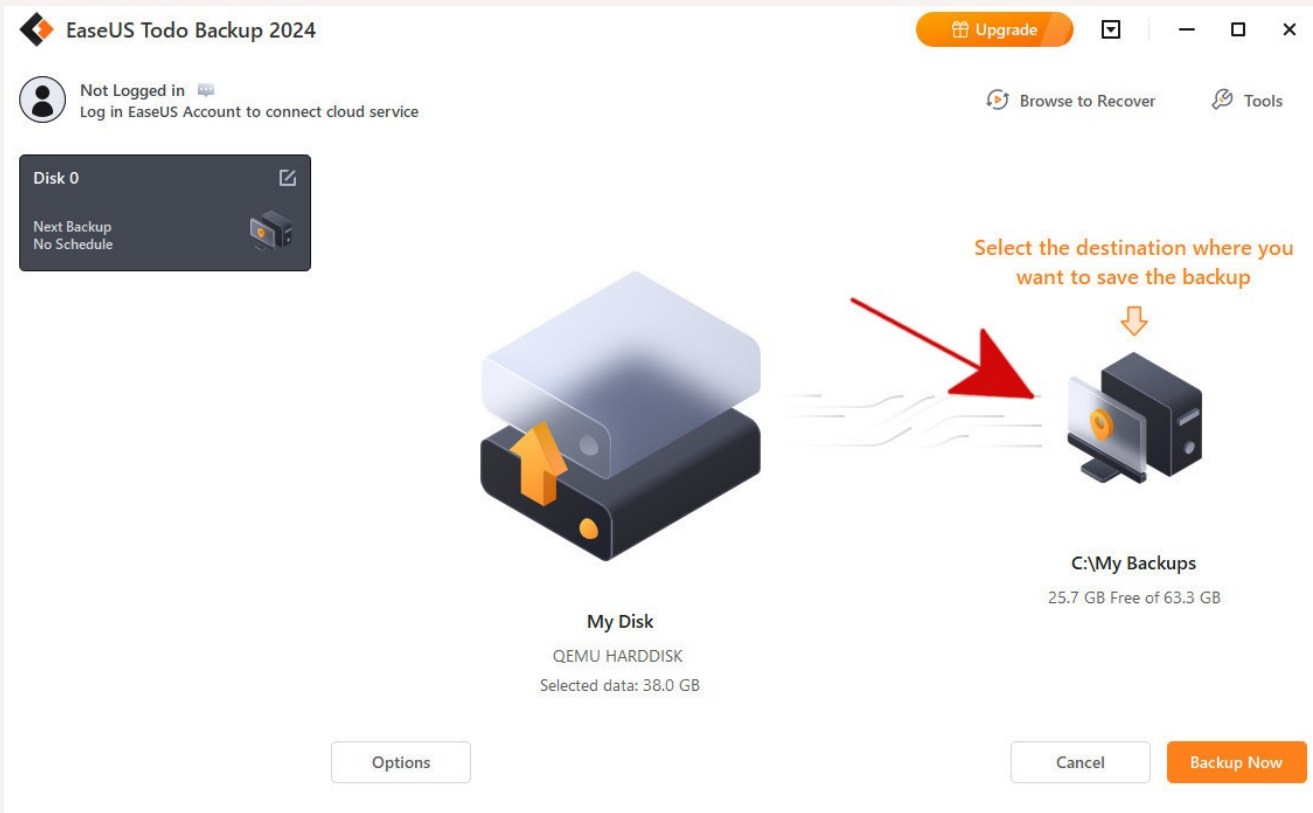 EaseUS Todo Backup 2024
Upgrade
Not Logged in
Log in EaseUS Account to connect cloud service
Browse to Recover
Tools
Disk 0
Next Backup
No Schedule
Select the destination where you
want to save the backup
C:\My Backups
25.7 GB Free of 63.3 GB
My Disk
QEMU HARDDISK
Selected data: 38.0 GB
Options
Cancel
Backup Now